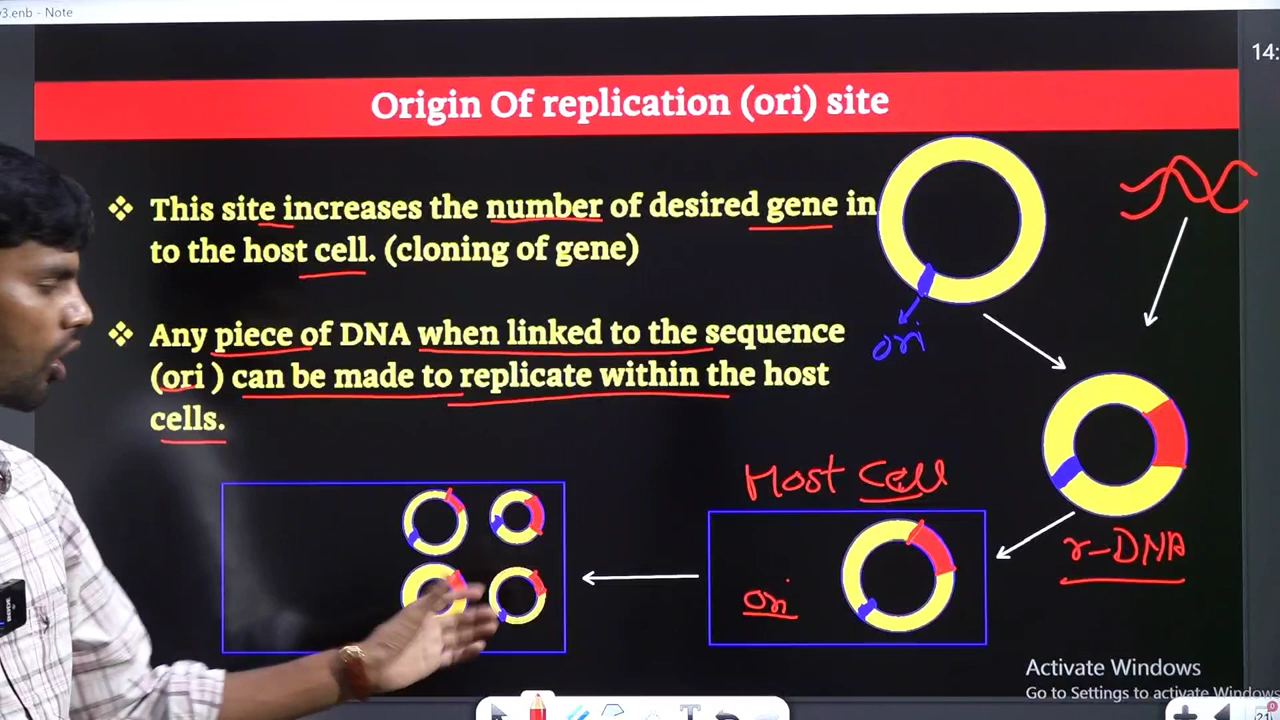 v3.enb - Note
14:
Origin Of replication (ori) site
❖ This site increases the number of desired gene in
to the host cell. (cloning of gene)
❖ Any piece of DNA when linked to the sequence
(ori ) can be made to replicate within the host
cells.
ori
Host Cell
ori
r-DNA
Activate Windows
Go to Settings to activate Windows